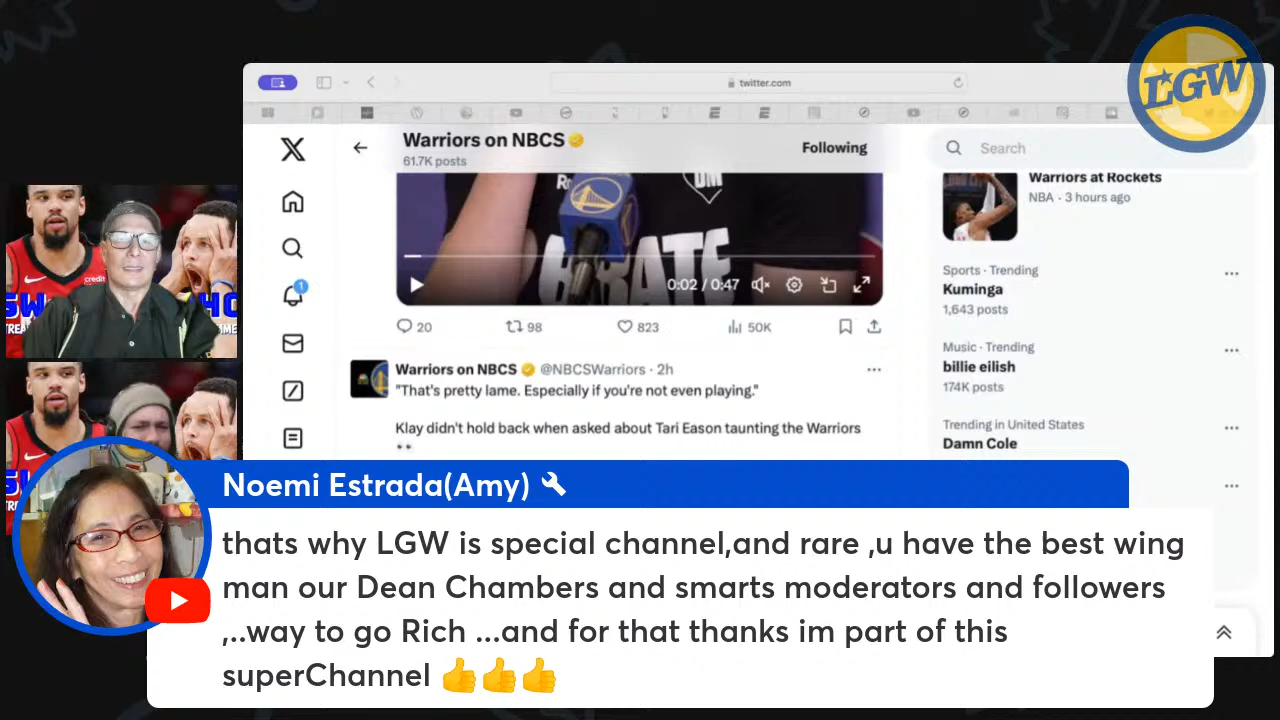 LGW
twitter.com
Warriors on NBCS
61.7K posts
Following
Search
Warriors at Rockets
NBA · 3 hours ago
0:02 / 0:47
20
98
823
50K
Sports · Trending
Kuminga
1,643 posts
Warriors on NBCS @NBCSWarriors · 2h
"That's pretty lame. Especially if you're not even playing."
Klay didn't hold back when asked about Tari Eason taunting the Warriors
Music · Trending
billie eilish
174K posts
Trending in United States
Damn Cole
1
Noemi Estrada(Amy)
thats why LGW is special channel,and rare ,u have the best wing
man our Dean Chambers and smarts moderators and followers
,..way to go Rich ...and for that thanks im part of this
superChannel 👍👍👍